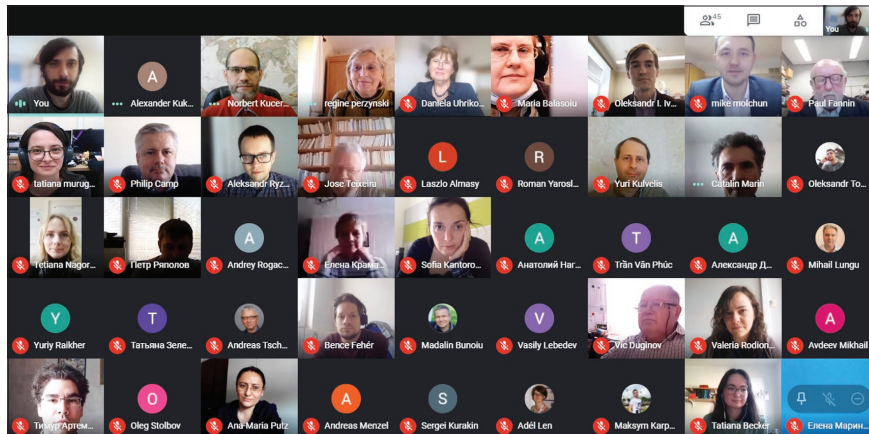 45
You
You
Alexander Kuk...
Norbert Kucer...
regine perzynski
Daniela Uhriko...
Maria Balasoiu
Oleksandr I. Iv...
mike molchun
Paul Fannin
tatiana murug...
Philip Camp
Aleksandr Ryz...
Jose Teixeira
Laszlo Almasy
Roman Yarosl...
Yuri Kulvelis
Catalin Marin
Oleksandr To...
Tetiana Nagor...
Петр Ряполов
Andrey Rogac...
Елена Крама...
Sofia Kantoro...
Анатолий Наг...
Trần Văn Phúc
Александр Д...
Mihail Lungu
Yuriy Raikher
Татьяна Зеле...
Andreas Tsch...
Bence Fehér
Madalin Bunoiu
Vasily Lebedev
Vic Duginov
Valeria Rodion...
Avdeev Mikhail
Тимур Артем...
Oleg Stolbov
Ana-Maria Putz
Andreas Menzel
Sergei Kurakin
Adél Len
Maksym Karp...
Tatiana Becker
Елена Марин...
A
L
R
A
A
T
A
Y
T
V
A
O
A
S